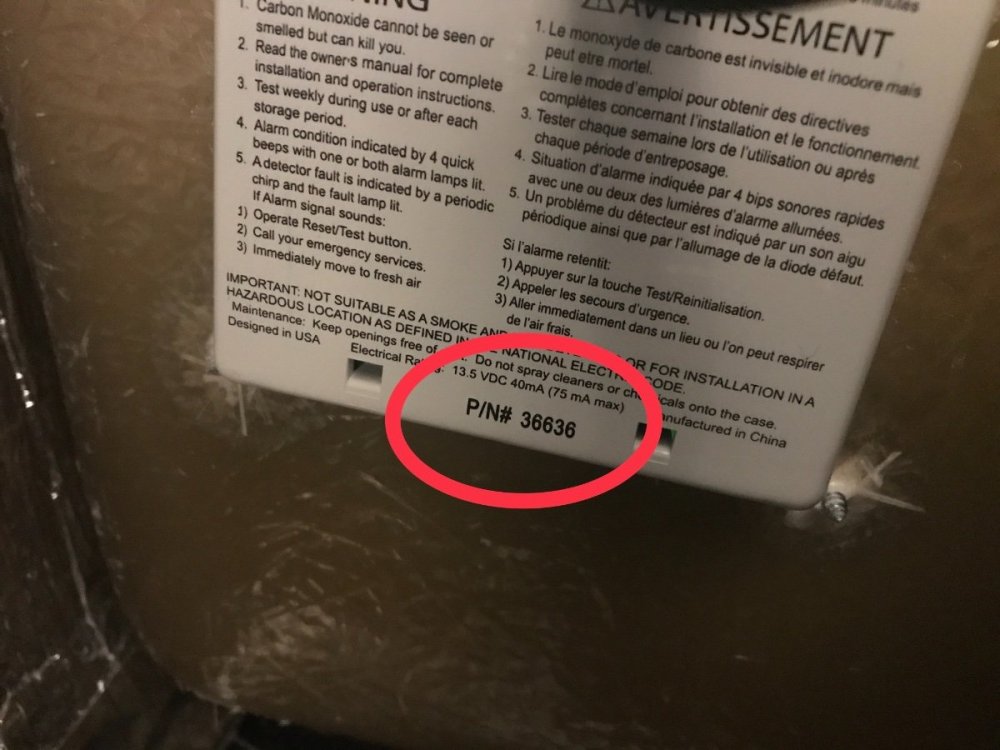 1. Carbon Monoxide cannot be seen or
smelled but can kill you.
2. Read the owner's manual for complete
installation and operation instructions.
3. Test weekly during use or after each
storage period.
4. Alarm condition indicated by 4 quick
beeps with one or both alarm lamps lit.
5. A detector fault is indicated by a periodic
chirp and the fault lamp lit.
If Alarm signal sounds:
1) Operate Reset/Test button.
2) Call your emergency services.
3) Immediately move to fresh air
minutes
AVERTISSEMENT
1. Le monoxyde de carbone est invisible et inodore mais
peut etre mortel.
2. Lire le mode d'emploi pour obtenir des directives
complètes concernant l'installation et le fonctionnement.
3. Tester chaque semaine lors de l'utilisation ou après
chaque période d'entreposage.
4. Situation d'alarme indiquée par 4 bips sonores rapides
avec une ou deux des lumières d'alarme allumées.
5. Un problème du détecteur est indiqué par un son aigu
périodique ainsi que par l'allumage de la diode défaut.
Si l'alarme retentit:
1) Appuyer sur la touche Test/Reinitialisation.
2) Appeler les secours d'urgence.
3) Aller immediatement dans un lieu ou l'on peut respirer
de l'air frais.
IMPORTANT: NOT SUITABLE AS A SMOKE AND OR FOR INSTALLATION IN A
HAZARDOUS LOCATION AS DEFINED IN NATIONAL CODE.
Maintenance: Keep openings free of Do not spray cleaners or onto the case.
Designed in USA Electrical 13.5 VDC 40mA (75 mA max) in China
P/N# 36636